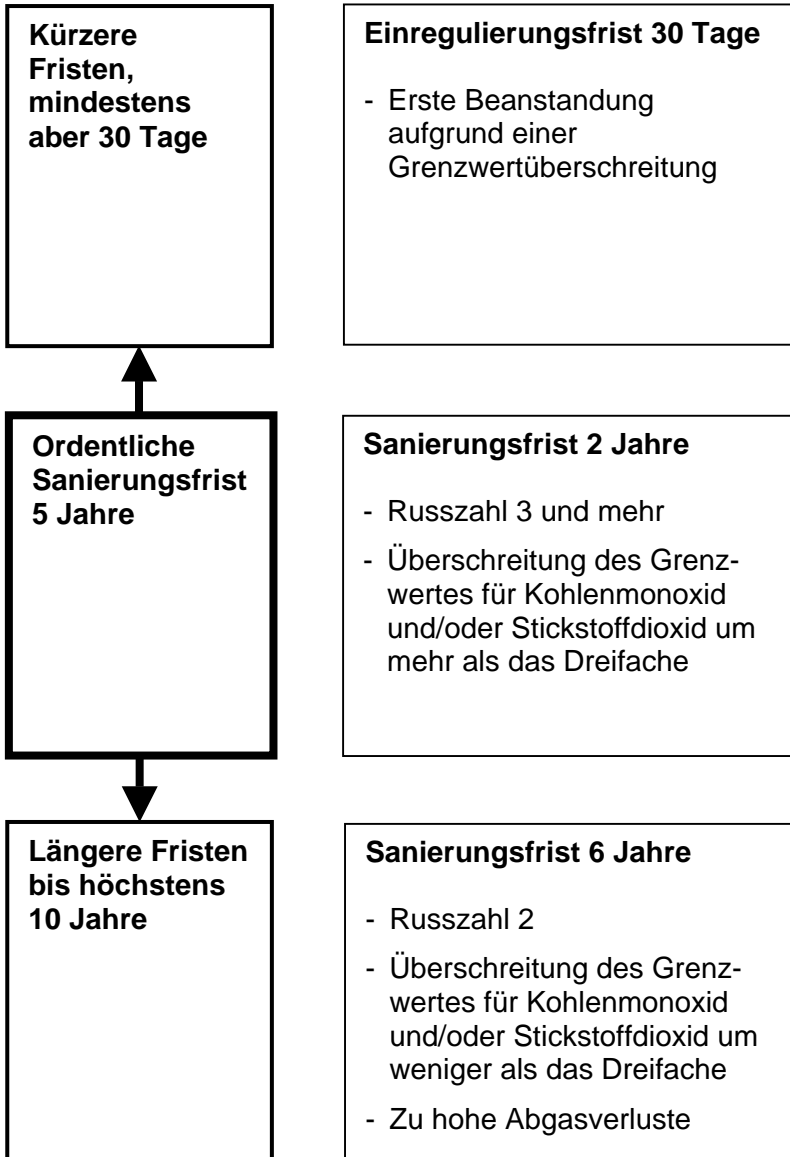 Kürzere
Fristen,
mindestens
aber 30 Tage
Einregulierungsfrist 30 Tage
- Erste Beanstandung
aufgrund einer
Grenzwertüberschreitung
Ordentliche
Sanierungsfrist
5 Jahre
Sanierungsfrist 2 Jahre
- Russzahl 3 und mehr
- Überschreitung des Grenz-
wertes für Kohlenmonoxid
und/oder Stickstoffdioxid um
mehr als das Dreifache
Längere Fristen
bis höchstens
10 Jahre
Sanierungsfrist 6 Jahre
- Russzahl 2
- Überschreitung des Grenz-
wertes für Kohlenmonoxid
und/oder Stickstoffdioxid um
weniger als das Dreifache
- Zu hohe Abgasverluste